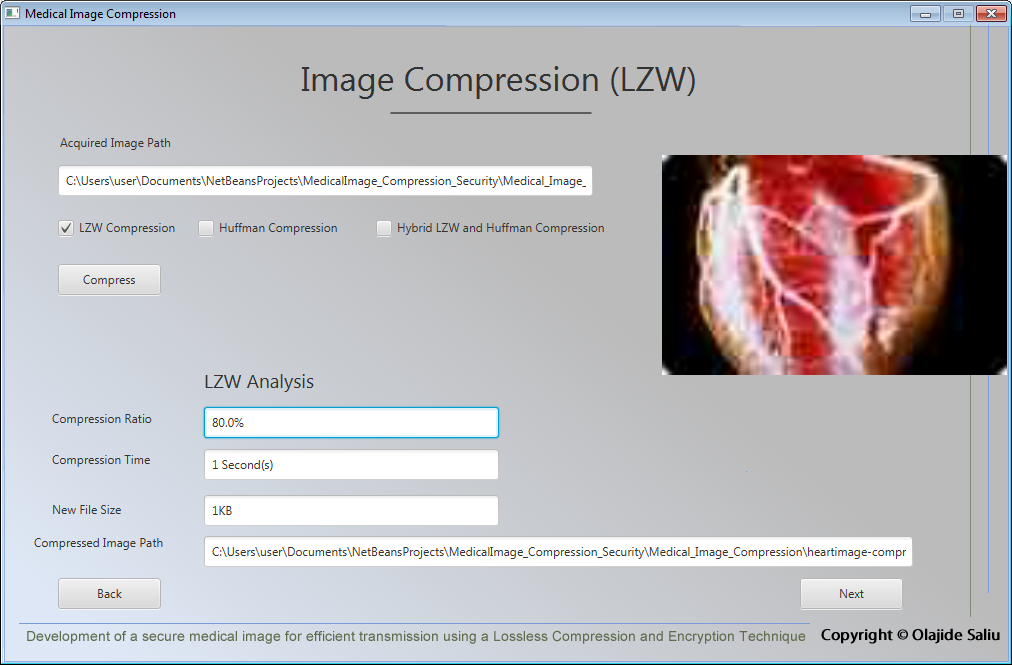 Medical Image Compression
Image Compression (LZW)
Acquired Image Path
C:\Users\user\Documents\NetBeansProjects\MedicalImage_Compression_Security\Medical_Image_
LZW Compression Huffman Compression Hybrid LZW and Huffman Compression
Compress
LZW Analysis
Compression Ratio 80.0%
Compression Time 1 Second(s)
New File Size 1KB
Compressed Image Path C:\Users\user\Documents\NetBeansProjects\MedicalImage_Compression_Security\Medical_Image_Compression\heartimage-compr
Back Next
Development of a secure medical image for efficient transmission using a Lossless Compression and Encryption Technique Copyright © Olajide Saliu